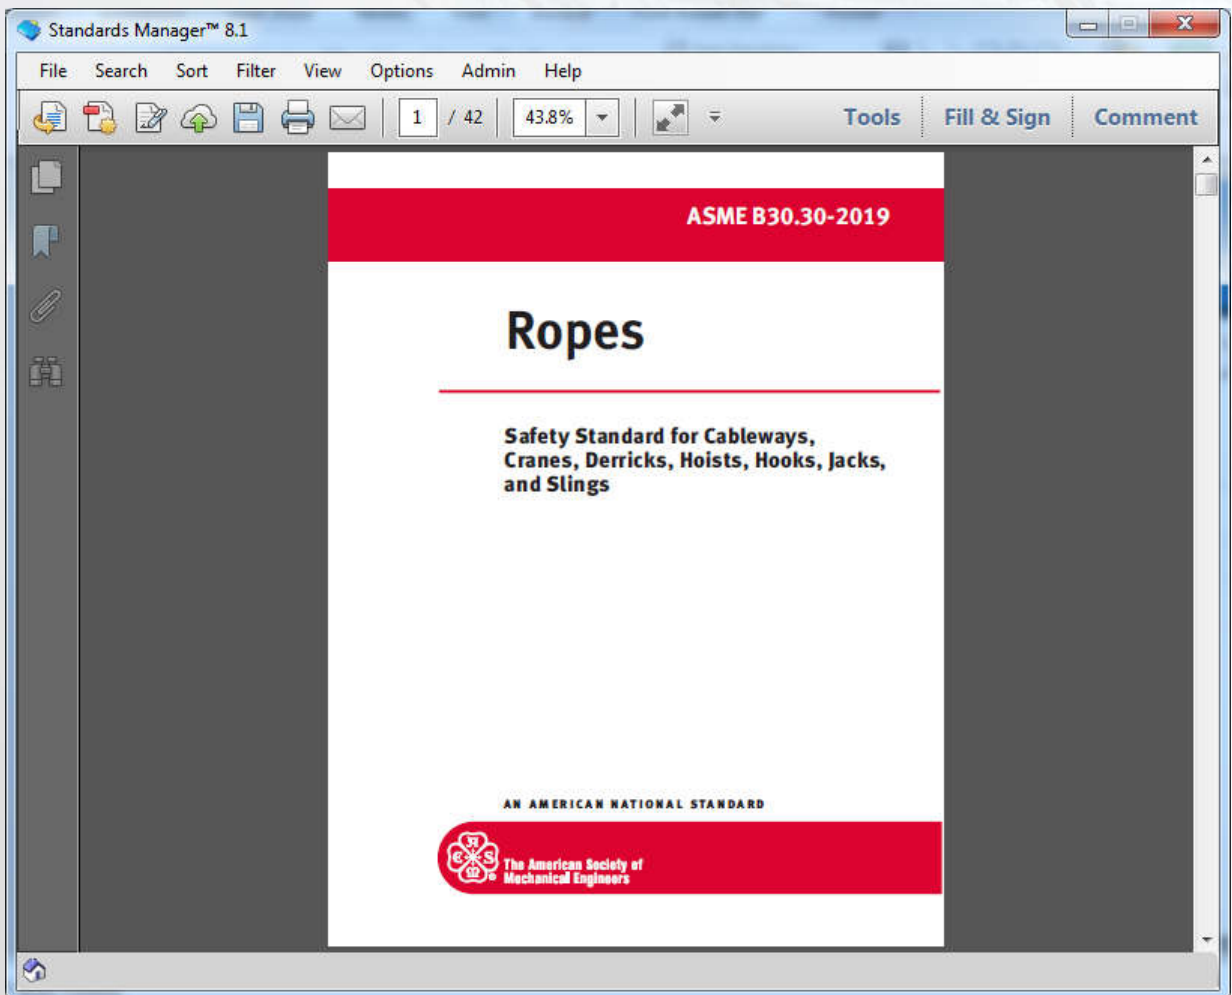 Standards Manager™ 8.1
File Search Sort Filter View Options Admin Help
1 / 42 43.8% Tools Fill & Sign Comment
ASME B30.30-2019
Ropes
Safety Standard for Cableways,
Cranes, Derricks, Hoists, Hooks, Jacks,
and Slings
AN AMERICAN NATIONAL STANDARD
The American Society of
Mechanical Engineers